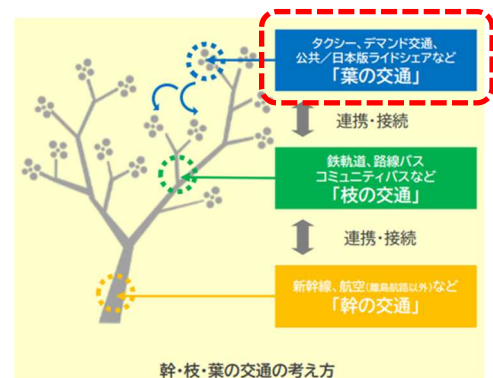 タクシー、デマンド交通、
公共／日本版ライドシェアなど
「葉の交通」
連携・接続
鉄軌道、路線バス
コミュニティバスなど
「枝の交通」
連携・接続
新幹線、航空(離島航路以外)など
「幹の交通」
幹・枝・葉の交通の考え方